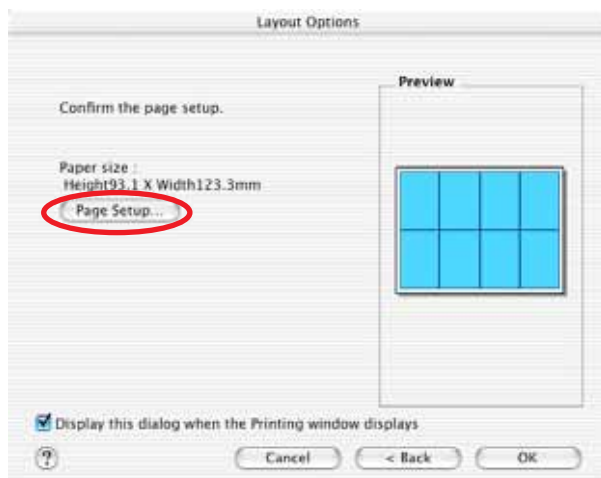 Layout Options
Preview
Confirm the page setup.
Paper size :
Height93.1 X Width123.3mm
Page Setup...
Display this dialog when the Printing window displays
?
Cancel
< Back
OK